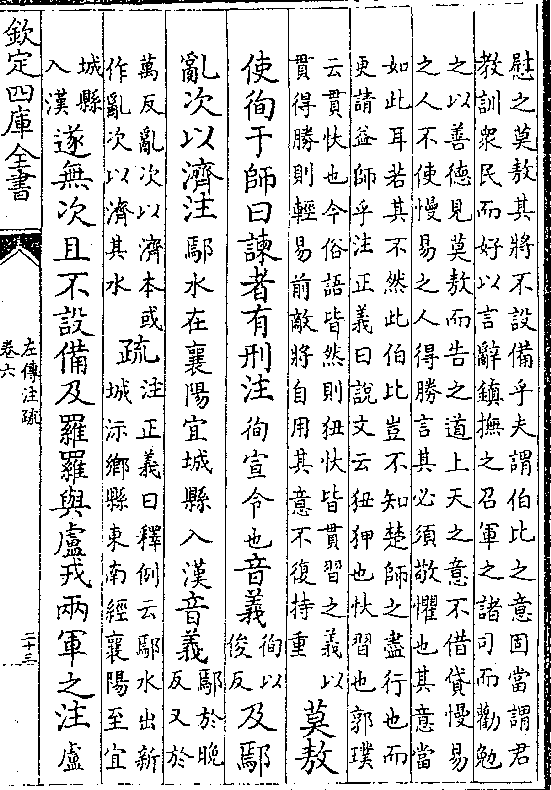 慰之莫敖其將不設備乎夫謂伯比之意固當謂君
教訓衆民而好以言辭鎮撫之召軍之諸司而勸勉
之以善德見莫敖而告之道上天之意不借貸慢易
之人不使慢易之人得勝言其必須敬懼也其意當
如此耳若其不然此伯比豈不知楚師之盡行也而
更請益師乎注正義曰說文云狃狎也忕習也郭璞
云貫忕也今俗語皆然則狃忕皆貫習之義以
貫得勝則輕易前敵將自用其意不復持重
莫敖
使徇于師曰諫者有刑注徇宣令也音義
徇以
俊反
及鄢
亂次以濟注鄢水在襄陽宜城縣入漢音義
鄢於晚
反又於
萬反亂次以濟本或
作亂次以濟其水
疏
注正義曰釋例云鄢水出新
城沶鄉縣東南經襄陽至宜
城縣
入漢
遂無次且不設備及羅羅與盧戎兩軍之注盧
欽定四庫全書
左傳注疏
卷六
二十三